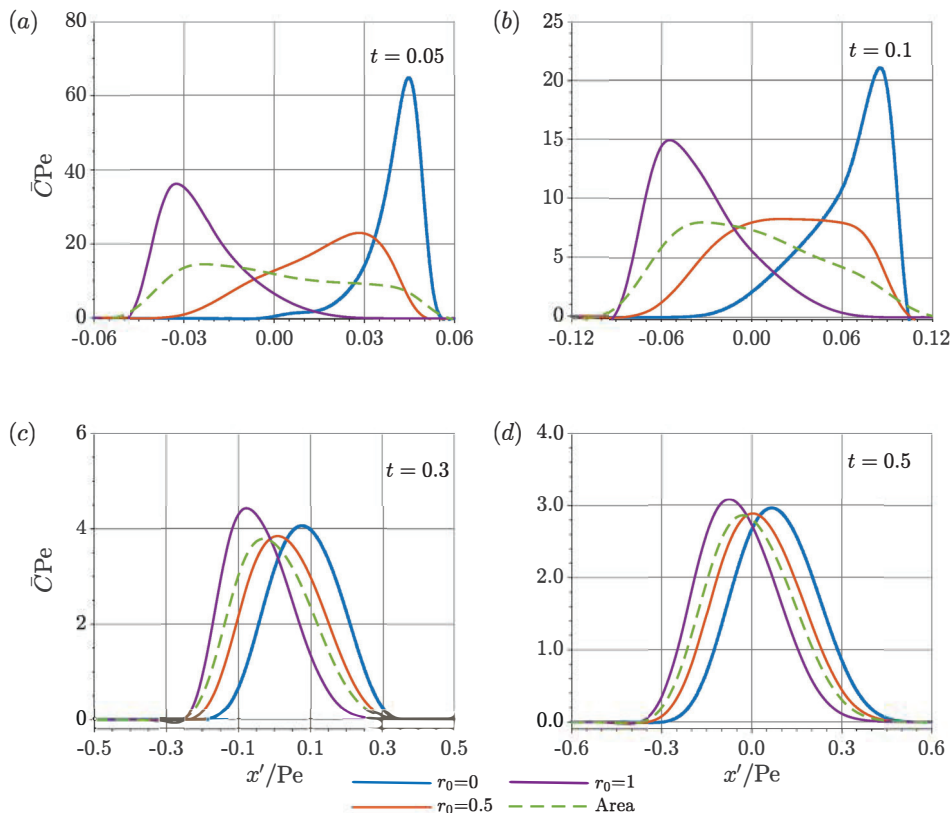 (a)
80
60
40
20
0
C̄Pe
t = 0.05
-0.06
-0.03
0.00
0.03
0.06
(b)
25
20
15
10
5
0
t = 0.1
-0.12
-0.06
0.00
0.06
0.12
(c)
6
4
2
0
C̄Pe
t = 0.3
-0.5
-0.3
-0.1
0.1
0.3
0.5
x′/Pe
(d)
4.0
3.0
2.0
1.0
0.0
t = 0.5
-0.6
-0.3
0.0
0.3
0.6
x′/Pe
r₀=0
r₀=1
r₀=0.5
Area